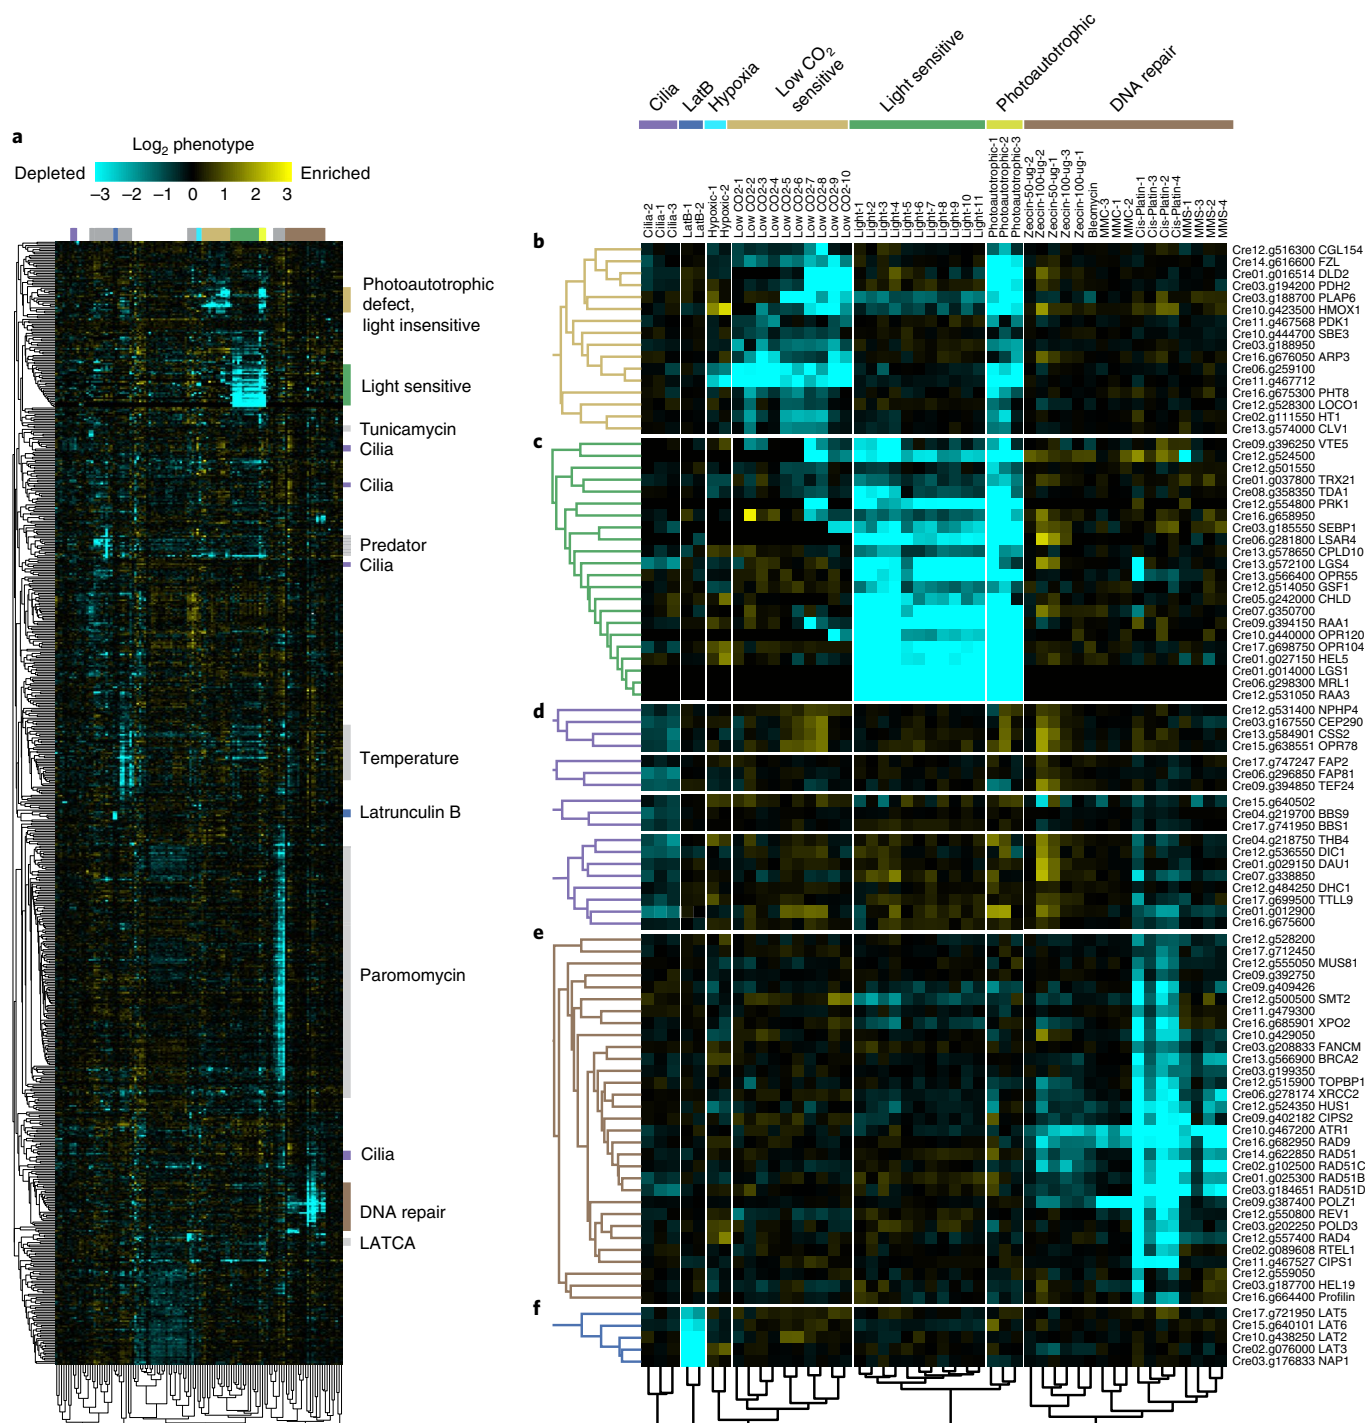 a
Log2 phenotype
Depleted
Enriched
−3 −2 −1 0 1 2 3
Photoautotrophic
defect,
light insensitive
Light sensitive
Tunicamycin
Cilia
Cilia
Predator
Cilia
Temperature
Latrunculin B
Paromomycin
Cilia
DNA repair
LATCA
Cilia
LatB
Hypoxia
Low CO2
sensitive
Light sensitive
Photoautotrophic
DNA repair
Cilia-2
Cilia-1
Cilia-3
LatB-1
LatB-2
Hypoxic-1
Hypoxic-2
Low CO2-1
Low CO2-2
Low CO2-3
Low CO2-4
Low CO2-5
Low CO2-6
Low CO2-7
Low CO2-8
Low CO2-9
Low CO2-10
Light-1
Light-2
Light-3
Light-4
Light-5
Light-6
Light-7
Light-8
Light-9
Light-10
Light-11
Photoautotrophic-1
Photoautotrophic-2
Photoautotrophic-3
Zeocin-50-ug-2
Zeocin-100-ug-2
Zeocin-50-ug-1
Zeocin-100-ug-3
Zeocin-100-ug-1
Bleomycin
MMC-3
MMC-1
MMC-2
Cis-Platin-1
Cis-Platin-3
Cis-Platin-2
Cis-Platin-4
MMS-1
MMS-3
MMS-2
MMS-4
b
Cre12.g516300 CGL154
Cre14.g616600 FZL
Cre01.g016514 DLD2
Cre03.g194200 PDH2
Cre03.g188700 PLAP6
Cre10.g423500 HMOX1
Cre11.g467568 PDK1
Cre10.g444700 SBE3
Cre03.g188950
Cre16.g676050 ARP3
Cre06.g259100
Cre11.g467712
Cre16.g675300 PHT8
Cre12.g528300 LOCO1
Cre02.g111550 HT1
Cre13.g574000 CLV1
c
Cre09.g396250 VTE5
Cre12.g524500
Cre12.g501550
Cre01.g037800 TRX21
Cre08.g358350 TDA1
Cre12.g554800 PRK1
Cre16.g658950
Cre03.g185550 SEBP1
Cre06.g281800 LSAR4
Cre13.g578650 CPLD10
Cre13.g572100 LGS4
Cre13.g566400 OPR55
Cre12.g514050 GSF1
Cre05.g242000 CHLD
Cre07.g350700
Cre09.g394150 RAA1
Cre10.g440000 OPR120
Cre17.g698750 OPR104
Cre01.g027150 HEL5
Cre01.g014000 LGS1
Cre06.g298300 MRL1
Cre12.g531050 RAA3
d
Cre12.g531400 NPHP4
Cre03.g167550 CEP290
Cre13.g584901 CSS2
Cre15.g638551 OPR78
Cre17.g747247 FAP2
Cre06.g296850 FAP81
Cre09.g394850 TEF24
Cre15.g640502
Cre04.g219700 BBS9
Cre17.g741950 BBS1
Cre04.g218750 THB4
Cre12.g536550 DIC1
Cre01.g029150 DAU1
Cre07.g338850
Cre12.g484250 DHC1
Cre17.g699500 TTLL9
Cre01.g012900
Cre16.g675600
e
Cre12.g528200
Cre17.g712450
Cre12.g555050 MUS81
Cre09.g392750
Cre09.g409426
Cre12.g500500 SMT2
Cre11.g479300
Cre16.g685901 XPO2
Cre10.g429050
Cre03.g208833 FANCM
Cre13.g566900 BRCA2
Cre03.g199350
Cre12.g515900 TOPBP1
Cre06.g278174 XRCC2
Cre12.g524350 HUS1
Cre09.g402182 CIPS2
Cre10.g467200 ATR1
Cre16.g682950 RAD9
Cre14.g622850 RAD51
Cre02.g102500 RAD51C
Cre01.g025300 RAD51B
Cre03.g184651 RAD51D
Cre09.g387400 POLZ1
Cre12.g550800 REV1
Cre03.g202250 POLD3
Cre12.g557400 RAD4
Cre02.g089608 RTEL1
Cre11.g467527 CIPS1
Cre12.g559050
Cre03.g187700 HEL19
Cre16.g664400 Profilin
f
Cre17.g721950 LAT5
Cre15.g640101 LAT6
Cre10.g438250 LAT2
Cre02.g076000 LAT3
Cre03.g176833 NAP1